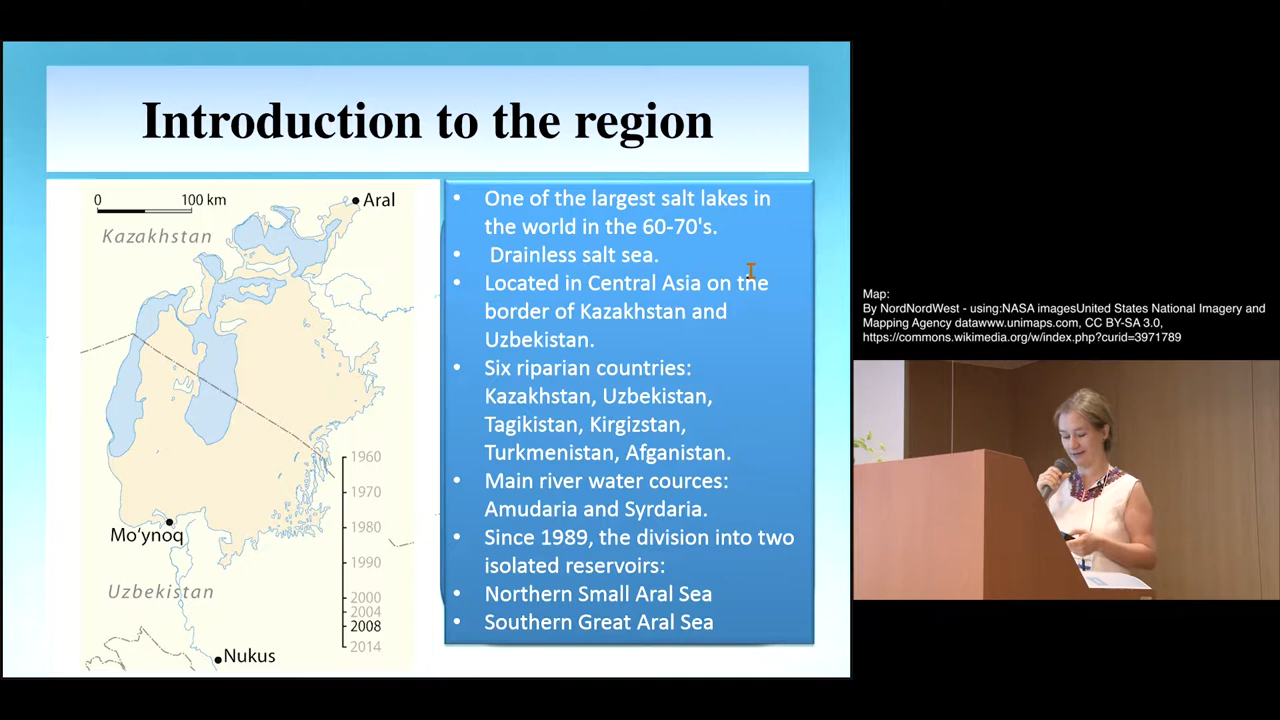 Introduction to the region
0 100 km
Aral
Kazakhstan
Mo'ynoq
Uzbekistan
Nukus
1960
1970
1980
1990
2000
2004
2008
2014
• One of the largest salt lakes in
the world in the 60-70's.
• Drainless salt sea.
• Located in Central Asia on the
border of Kazakhstan and
Uzbekistan.
• Six riparian countries:
Kazakhstan, Uzbekistan,
Tagikistan, Kirgizstan,
Turkmenistan, Afganistan.
• Main river water cources:
Amudaria and Syrdaria.
• Since 1989, the division into two
isolated reservoirs:
• Northern Small Aral Sea
• Southern Great Aral Sea
Map:
By NordNordWest - using:NASA imagesUnited States National Imagery and
Mapping Agency datawww.unimaps.com, CC BY-SA 3.0,
https://commons.wikimedia.org/w/index.php?curid=3971789